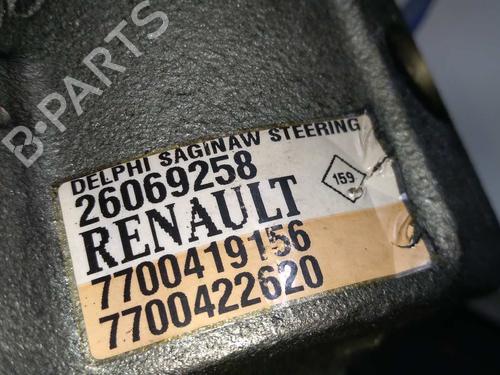 B-PARTS
DELPHI SAGINAW STEERING
26069258
159
RENAULT
7700419156
7700422620